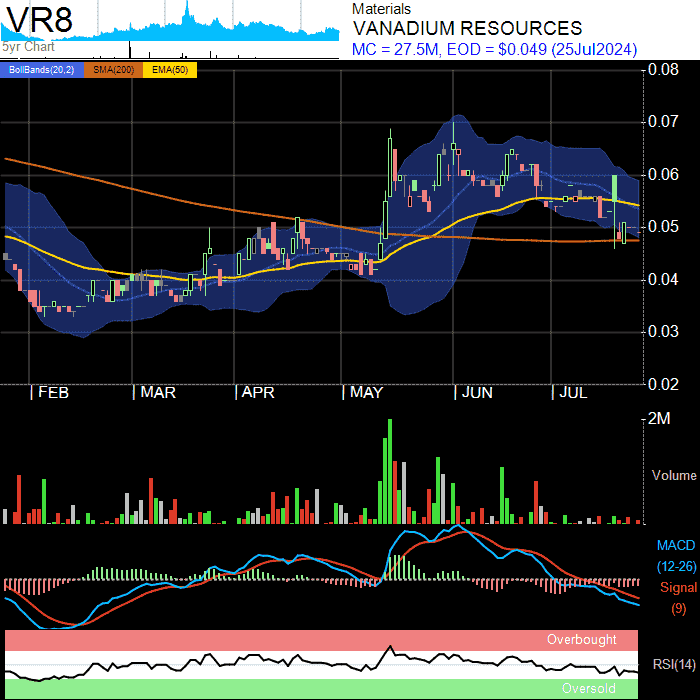 VR8
5yr Chart
Materials
VANADIUM RESOURCES
MC = 27.5M, EOD = $0.049 (25Jul2024)
BollBands(20,2) SMA(200) EMA(50)
0.08
0.07
0.06
0.05
0.04
0.03
0.02
FEB MAR APR MAY JUN JUL
2M
Volume
MACD
(12-26)
Signal
(9)
Overbought
RSI(14)
Oversold